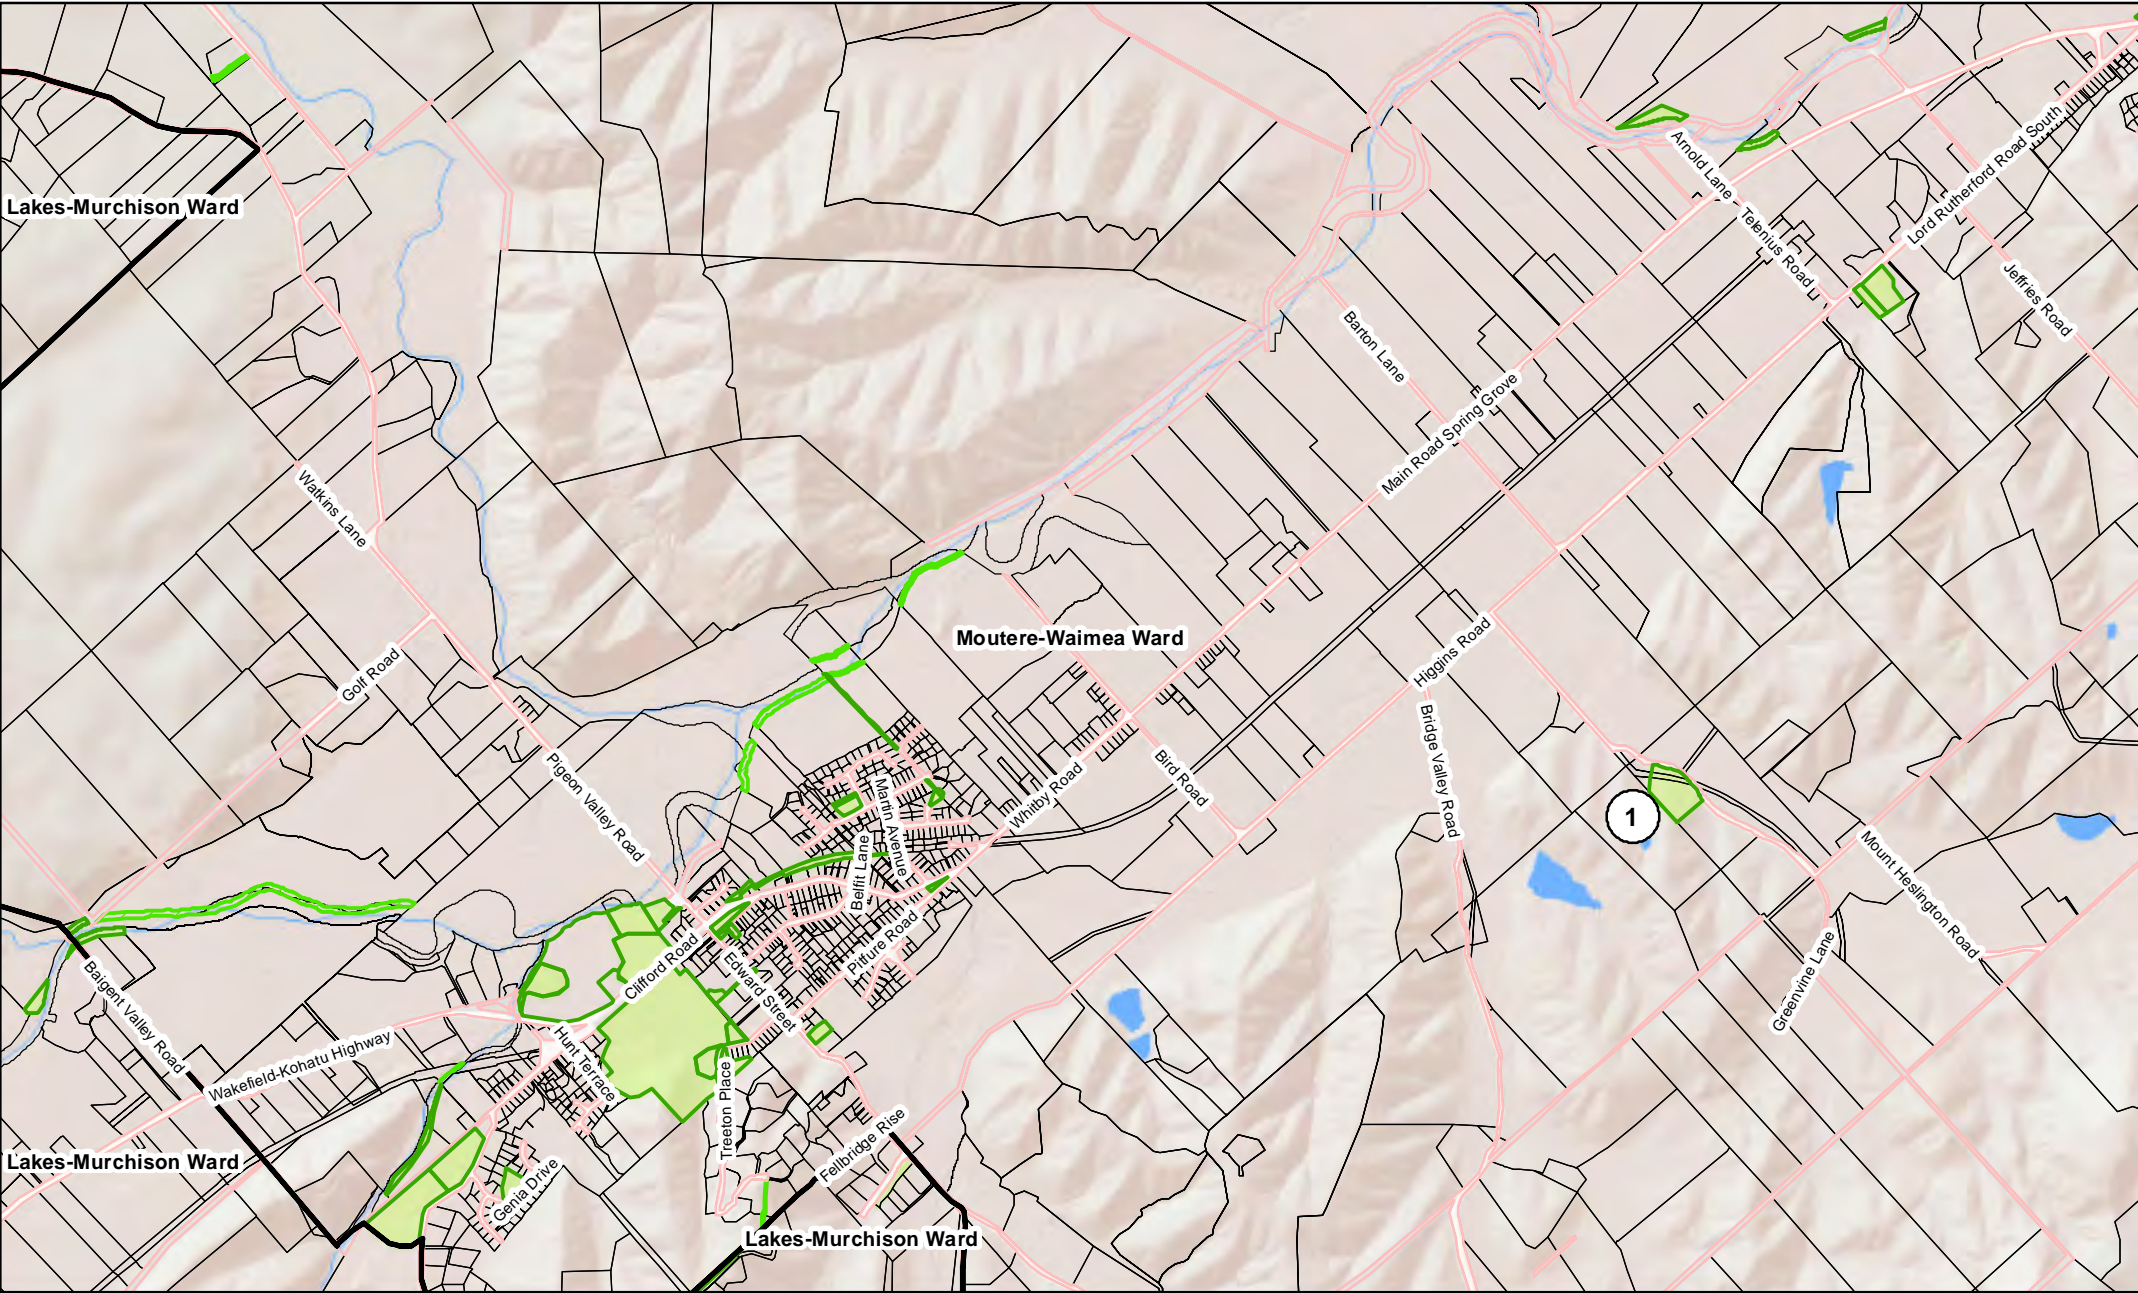 Arnold Lane
Lord Rutherford Road South
Lakes-Murchison Ward
Telenius Road
Jeffries Road
Barton Lane
Main Road Spring Grove
Watkins Lane
Moutere-Waimea Ward
Golf Road
Higgins Road
Bridge Valley Road
Pigeon Valley Road
Bird Road
Whitby Road
Martin Avenue
1
Belfit Lane
Mount Heslington Road
Pitfure Road
Clifford Road
Edward Street
Greenvine Lane
Baigent Valley Road
Wakefield-Kohatu Highway
Hunt Terrace
Treeton Place
Fellbridge Rise
Lakes-Murchison Ward
Genia Drive
Lakes-Murchison Ward